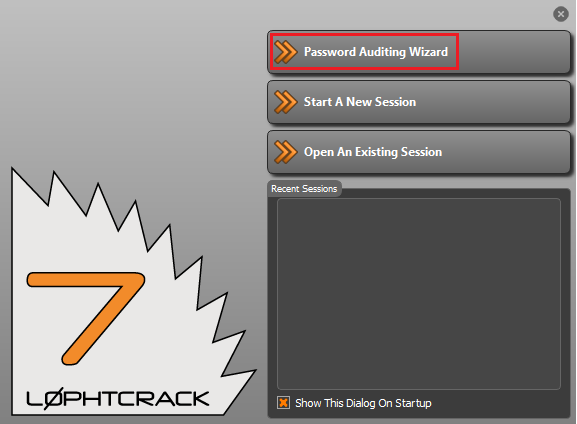 Password Auditing Wizard
Start A New Session
Open An Existing Session
Recent Sessions
7
LØPHTCRACK
Show This Dialog On Startup